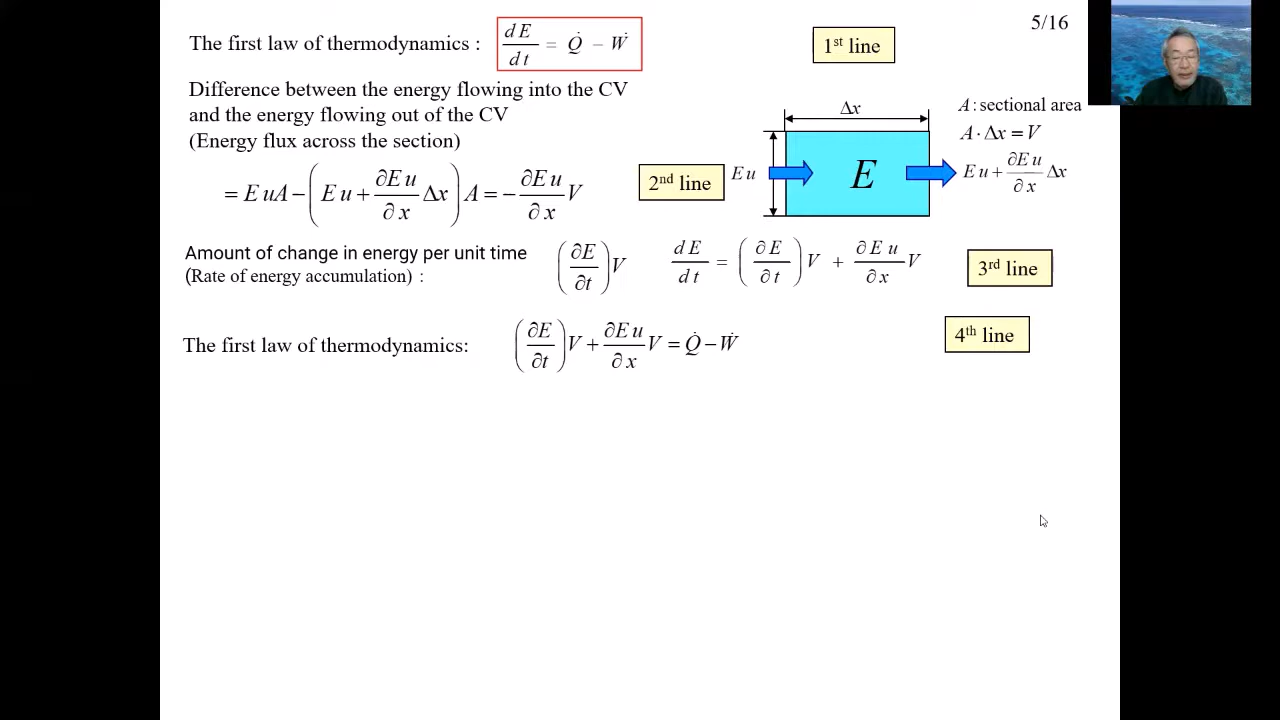 5/16
The first law of thermodynamics : dE/dt = Q̇ − Ẇ
1st line
Difference between the energy flowing into the CV
and the energy flowing out of the CV
(Energy flux across the section)
= E uA − (E u + ∂E u/∂x Δx) A = − ∂E u/∂x V
2nd line
Δx
A : sectional area
A · Δx = V
E u
E
E u + ∂E u/∂x Δx
Amount of change in energy per unit time
(Rate of energy accumulation) :
(∂E/∂t) V
dE/dt = (∂E/∂t) V + ∂E u/∂x V
3rd line
The first law of thermodynamics: (∂E/∂t) V + ∂E u/∂x V = Q̇ − Ẇ
4th line